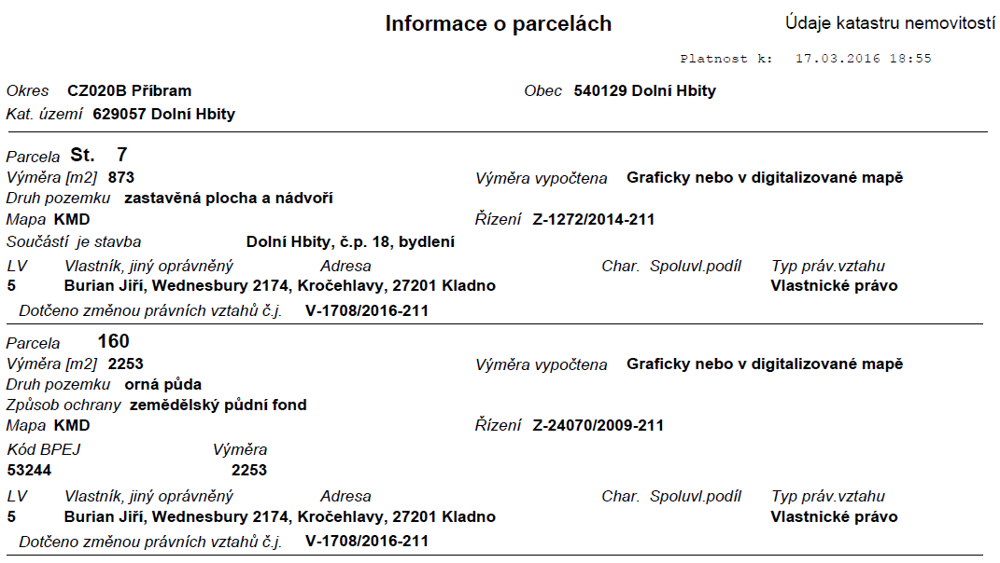 Informace o parcelách Údaje katastru nemovitostí
Platnost k: 17.03.2016 18:55
Okres CZ020B Příbram Obec 540129 Dolní Hbity
Kat. území 629057 Dolní Hbity
Parcela St. 7
Výměra [m2] 873 Výměra vypočtena Graficky nebo v digitalizované mapě
Druh pozemku zastavěná plocha a nádvoří
Mapa KMD Řízení Z-1272/2014-211
Součástí je stavba Dolní Hbity, č.p. 18, bydlení
LV Vlastník, jiný oprávněný Adresa Char. Spoluvl.podíl Typ práv.vztahu
5 Burian Jiří, Wednesbury 2174, Kročehlavy, 27201 Kladno Vlastnické právo
Dotčeno změnou právních vztahů č.j. V-1708/2016-211
Parcela 160
Výměra [m2] 2253 Výměra vypočtena Graficky nebo v digitalizované mapě
Druh pozemku orná půda
Způsob ochrany zemědělský půdní fond
Mapa KMD Řízení Z-24070/2009-211
Kód BPEJ Výměra
53244 2253
LV Vlastník, jiný oprávněný Adresa Char. Spoluvl.podíl Typ práv.vztahu
5 Burian Jiří, Wednesbury 2174, Kročehlavy, 27201 Kladno Vlastnické právo
Dotčeno změnou právních vztahů č.j. V-1708/2016-211